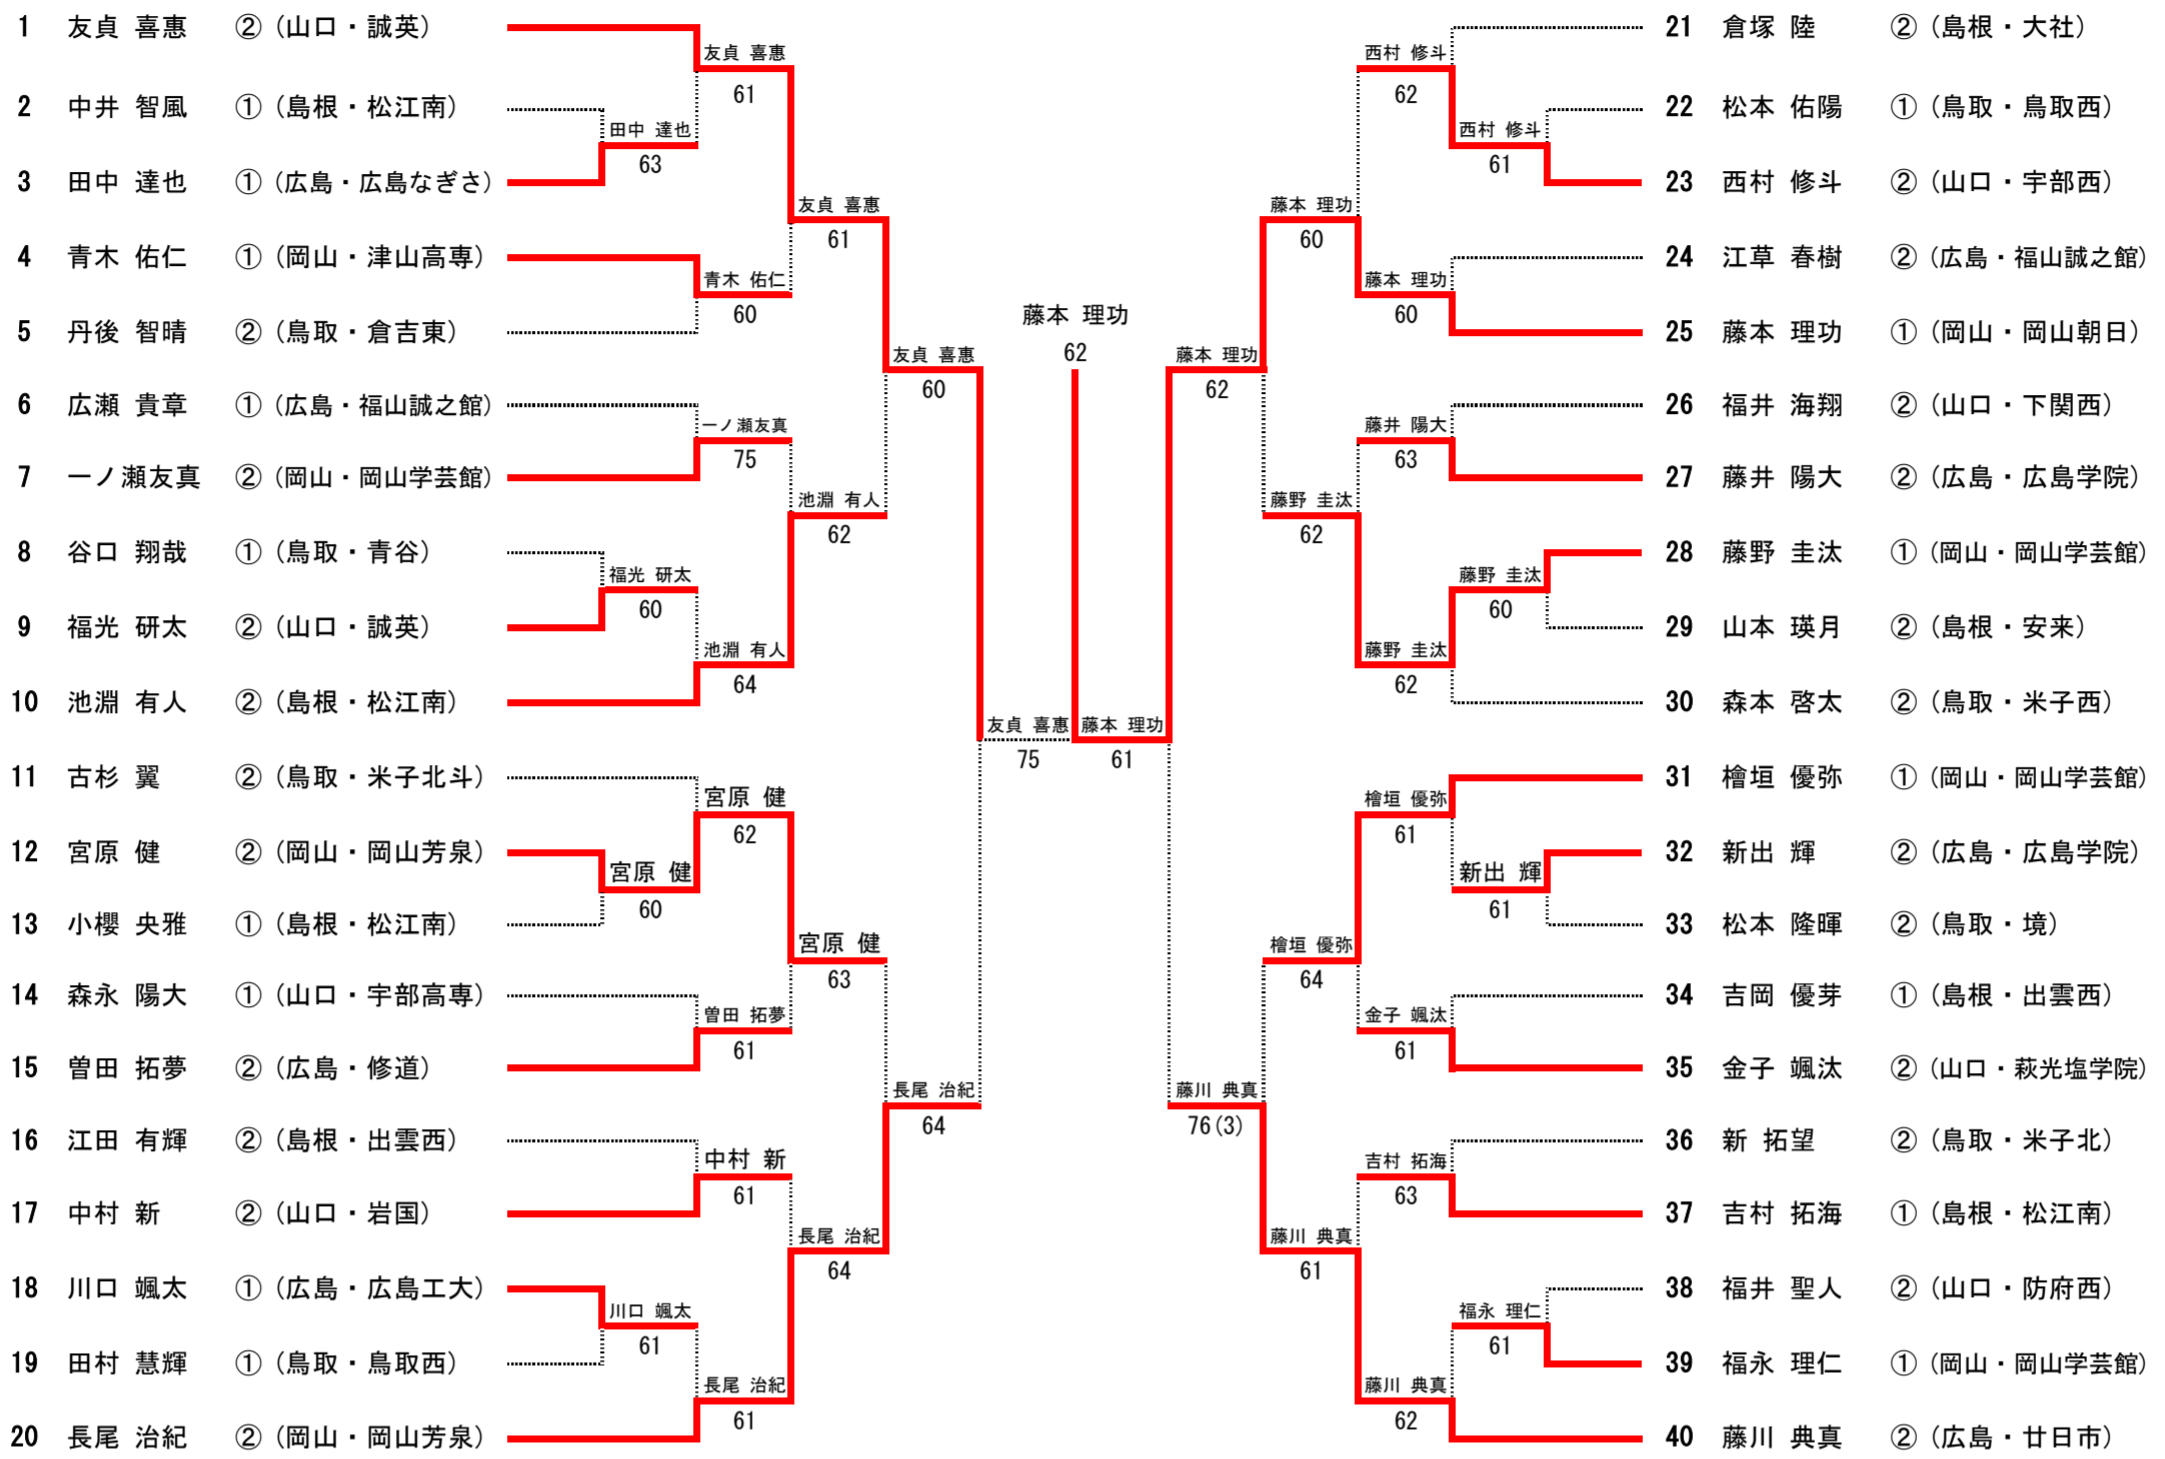 1 友貞 喜惠 ② (山口・誠英)
2 中井 智風 ① (島根・松江南)
3 田中 達也 ① (広島・広島なぎさ)
4 青木 佑仁 ① (岡山・津山高専)
5 丹後 智晴 ② (鳥取・倉吉東)
6 広瀬 貴章 ① (広島・福山誠之館)
7 一ノ瀬友真 ② (岡山・岡山学芸館)
8 谷口 翔哉 ① (鳥取・青谷)
9 福光 研太 ② (山口・誠英)
10 池淵 有人 ② (島根・松江南)
11 古杉 翼 ② (鳥取・米子北斗)
12 宮原 健 ② (岡山・岡山芳泉)
13 小櫻 央雅 ① (島根・松江南)
14 森永 陽大 ① (山口・宇部高専)
15 曽田 拓夢 ② (広島・修道)
16 江田 有輝 ② (島根・出雲西)
17 中村 新 ② (山口・岩国)
18 川口 颯太 ① (広島・広島工大)
19 田村 慧輝 ① (鳥取・鳥取西)
20 長尾 治紀 ② (岡山・岡山芳泉)
田中 達也
63
福光 研太
60
宮原 健
60
川口 颯太
61
友貞 喜惠
61
青木 佑仁
60
一ノ瀬友真
75
池淵 有人
64
宮原 健
62
曽田 拓夢
61
中村 新
61
長尾 治紀
61
友貞 喜惠
61
池淵 有人
62
宮原 健
63
長尾 治紀
64
友貞 喜惠
60
長尾 治紀
64
友貞 喜惠
75
藤本 理功
62
藤本 理功
61
藤本 理功
62
藤川 典真
76(3)
藤本 理功
60
藤野 圭汰
62
檜垣 優弥
64
藤川 典真
61
西村 修斗
62
藤本 理功
60
藤井 陽大
63
藤野 圭汰
62
檜垣 優弥
61
金子 颯汰
61
吉村 拓海
63
藤川 典真
62
西村 修斗
61
藤野 圭汰
60
新出 輝
61
福永 理仁
61
21 倉塚 陸 ② (島根・大社)
22 松本 佑陽 ① (鳥取・鳥取西)
23 西村 修斗 ② (山口・宇部西)
24 江草 春樹 ② (広島・福山誠之館)
25 藤本 理功 ① (岡山・岡山朝日)
26 福井 海翔 ② (山口・下関西)
27 藤井 陽大 ② (広島・広島学院)
28 藤野 圭汰 ① (岡山・岡山学芸館)
29 山本 瑛月 ② (島根・安来)
30 森本 啓太 ② (鳥取・米子西)
31 檜垣 優弥 ① (岡山・岡山学芸館)
32 新出 輝 ② (広島・広島学院)
33 松本 隆暉 ② (鳥取・境)
34 吉岡 優芽 ① (島根・出雲西)
35 金子 颯汰 ② (山口・萩光塩学院)
36 新 拓望 ② (鳥取・米子北)
37 吉村 拓海 ① (島根・松江南)
38 福井 聖人 ② (山口・防府西)
39 福永 理仁 ① (岡山・岡山学芸館)
40 藤川 典真 ② (広島・廿日市)